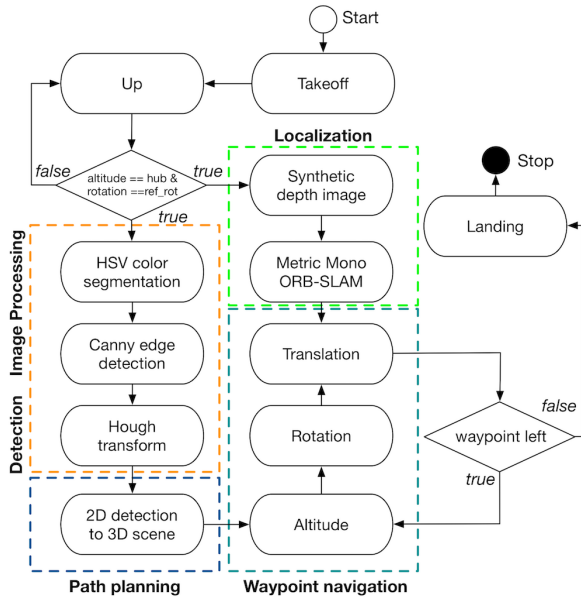 Start
Up
Takeoff
Localization
false
altitude == hub &
rotation ==ref_rot
true
true
Synthetic
depth image
Stop
Landing
Image Processing
HSV color
segmentation
Metric Mono
ORB-SLAM
Canny edge
detection
Translation
Detection
Hough
transform
Rotation
waypoint left
false
true
2D detection
to 3D scene
Altitude
Path planning
Waypoint navigation